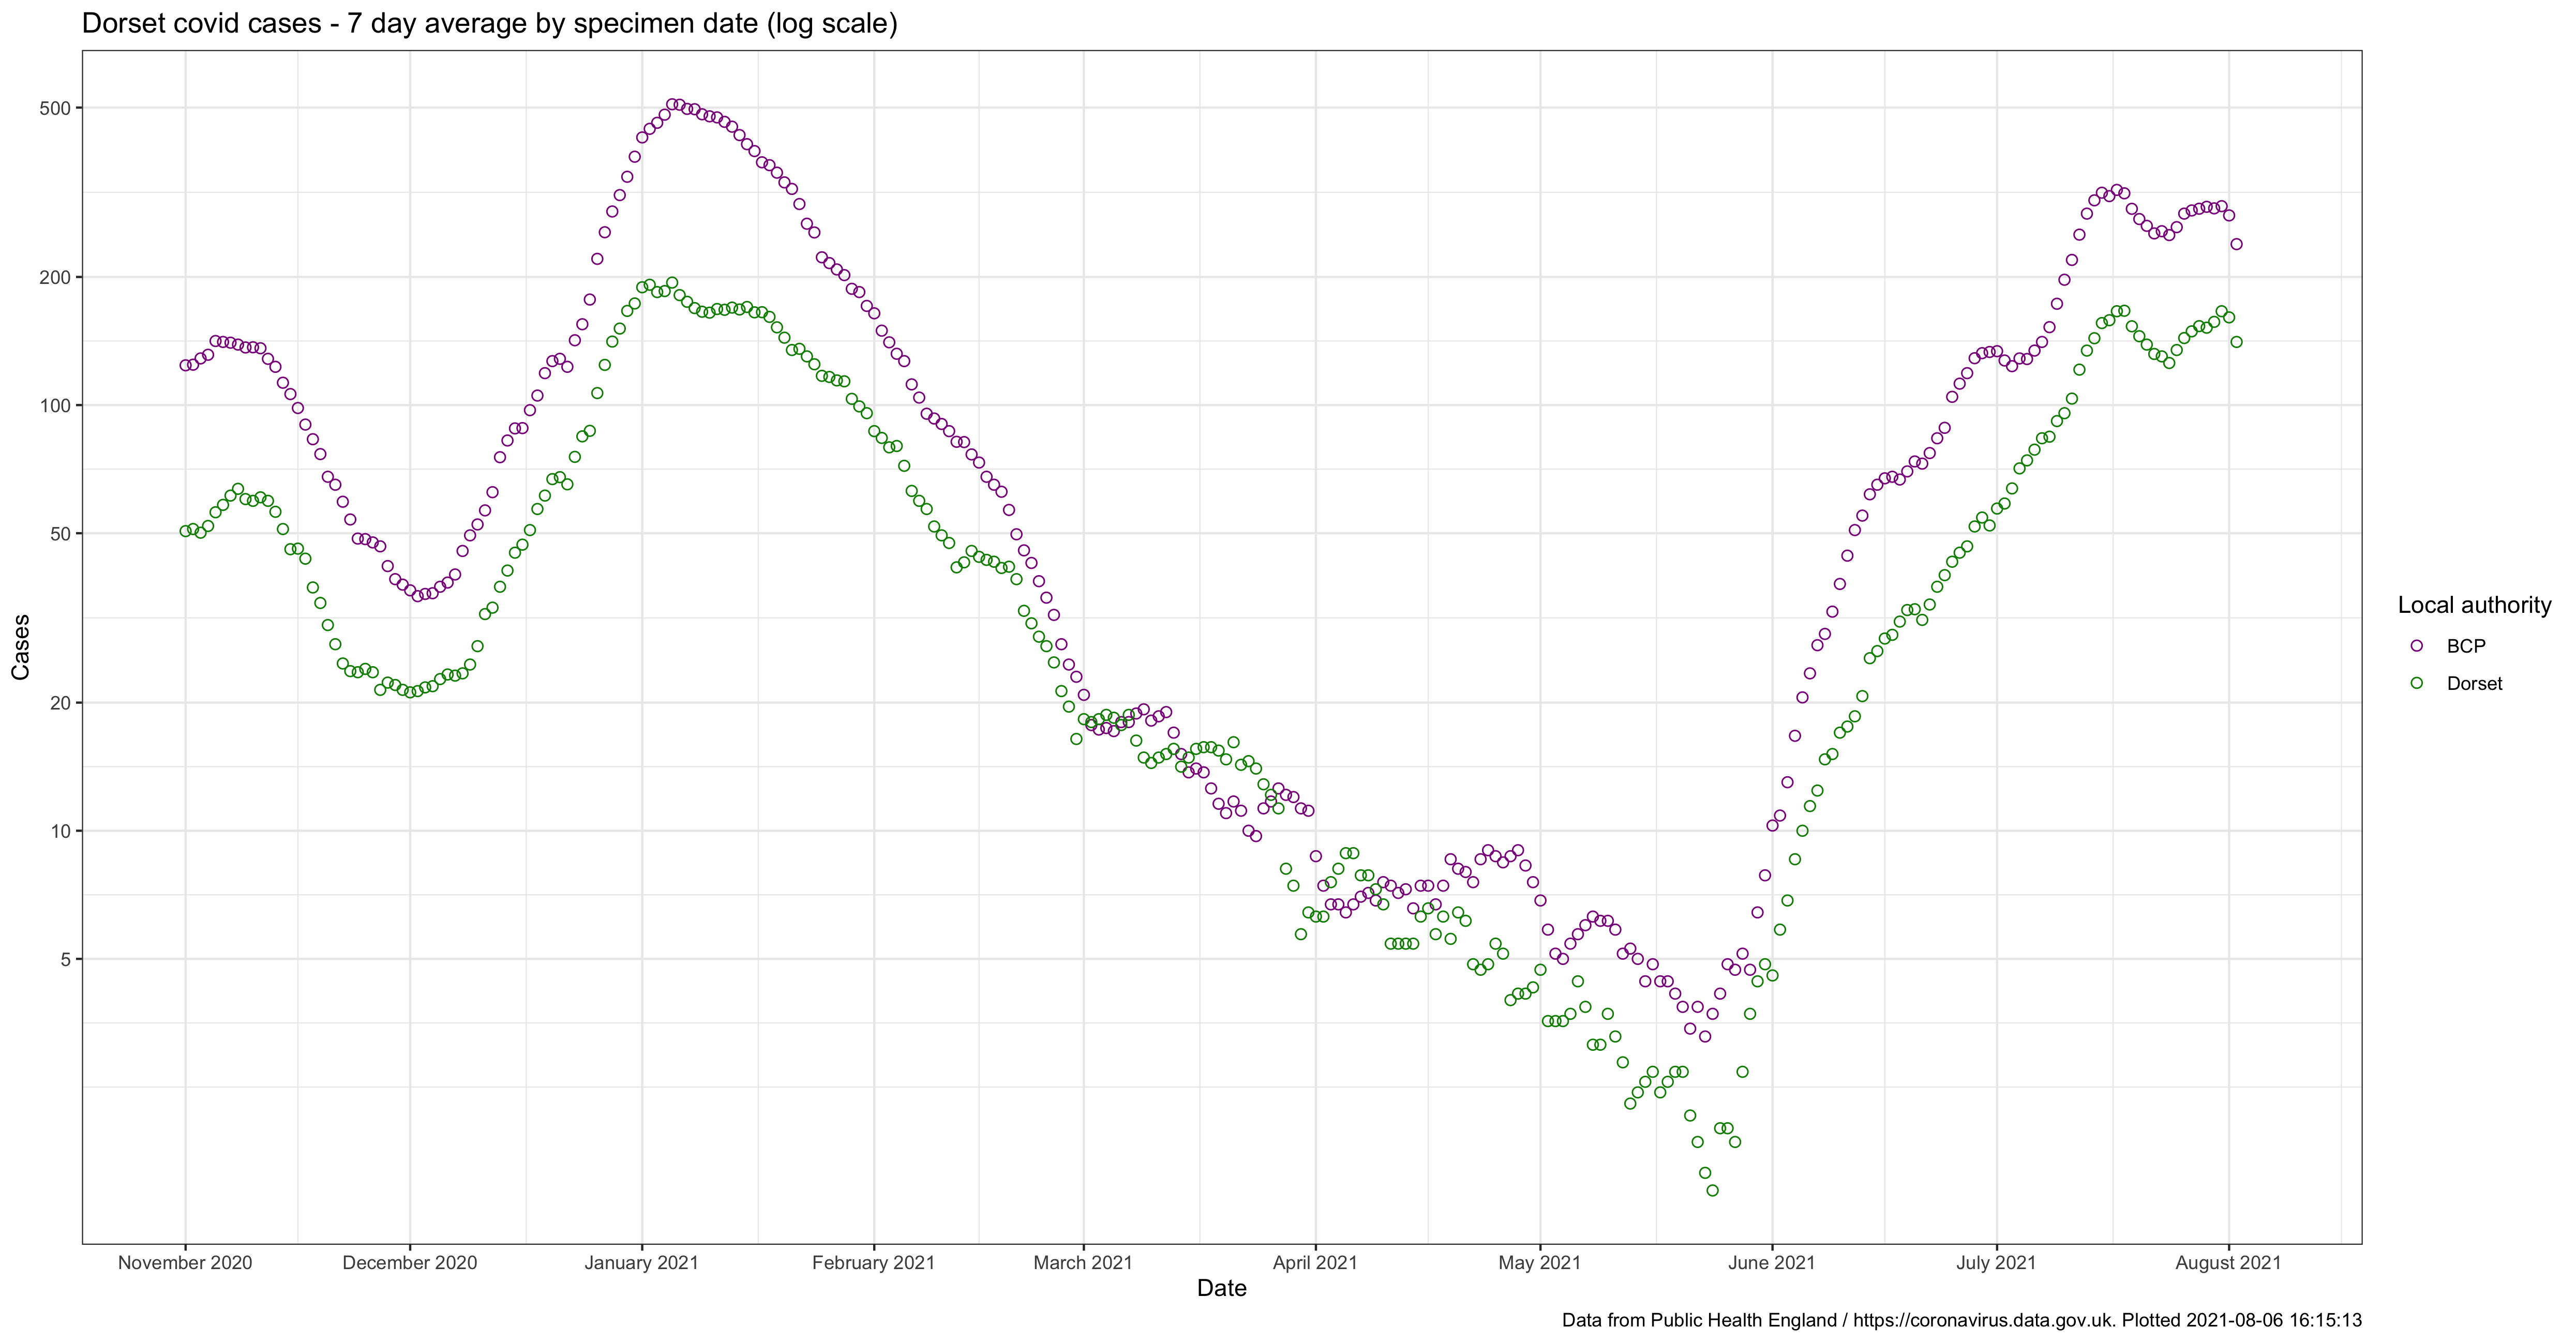 Dorset covid cases - 7 day average by specimen date (log scale)
500
200
100
50
20
10
5
Cases
November 2020
December 2020
January 2021
February 2021
March 2021
April 2021
May 2021
June 2021
July 2021
August 2021
Date
Local authority
BCP
Dorset
Data from Public Health England / https://coronavirus.data.gov.uk. Plotted 2021-08-06 16:15:13